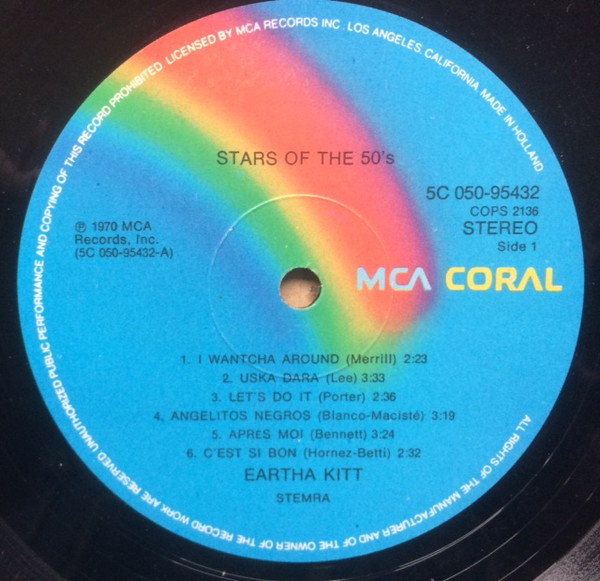 UNAUTHORIZED PUBLIC PERFORMANCE AND COPYING OF THIS RECORD PROHIBITED. LICENSED BY MCA RECORDS INC. LOS ANGELES. CALIFORNIA. MADE IN HOLLAND
STARS OF THE 50's
5C 050-95432
COPS 2136
STEREO
Side 1
℗ 1970 MCA
Records, Inc.
(5C 050-95432-A)
MCA CORAL
1. I WANTCHA AROUND (Merrill) 2:23
2. USKA DARA (Lee) 3:33
3. LET'S DO IT (Porter) 2:36
4. ANGELITOS NEGROS (Blanco-Macisté) 3:19
5. APRÉS MOI (Bennett) 3:24
6. C'EST SI BON (Hornez-Betti) 2:32
EARTHA KITT
STEMRA
ALL RIGHTS OF THE MANUFACTURER AND OF THE OWNER OF THE RECORD WORK ARE RESERVED